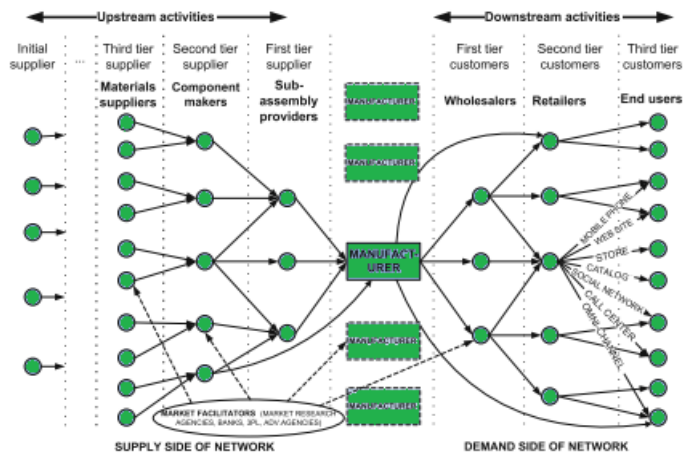 Upstream activities
Downstream activities
Initial supplier
...
Third tier supplier
Second tier supplier
First tier supplier
First tier customers
Second tier customers
Third tier customers
Materials suppliers
Component makers
Sub-assembly providers
Wholesalers
Retailers
End users
MANUFACTURER
MANUFACTURER
MANUFACT-
URER
MANUFACTURER
MANUFACTURER
MOBILE PHONE
WEB SITE
STORE
CATALOG
SOCIAL NETWORK
CALL CENTER
OMNI-CHANNEL
MARKET FACILITATORS (MARKET RESEARCH
AGENCIES, BANKS, 3PL, ADV AGENCIES)
SUPPLY SIDE OF NETWORK
DEMAND SIDE OF NETWORK